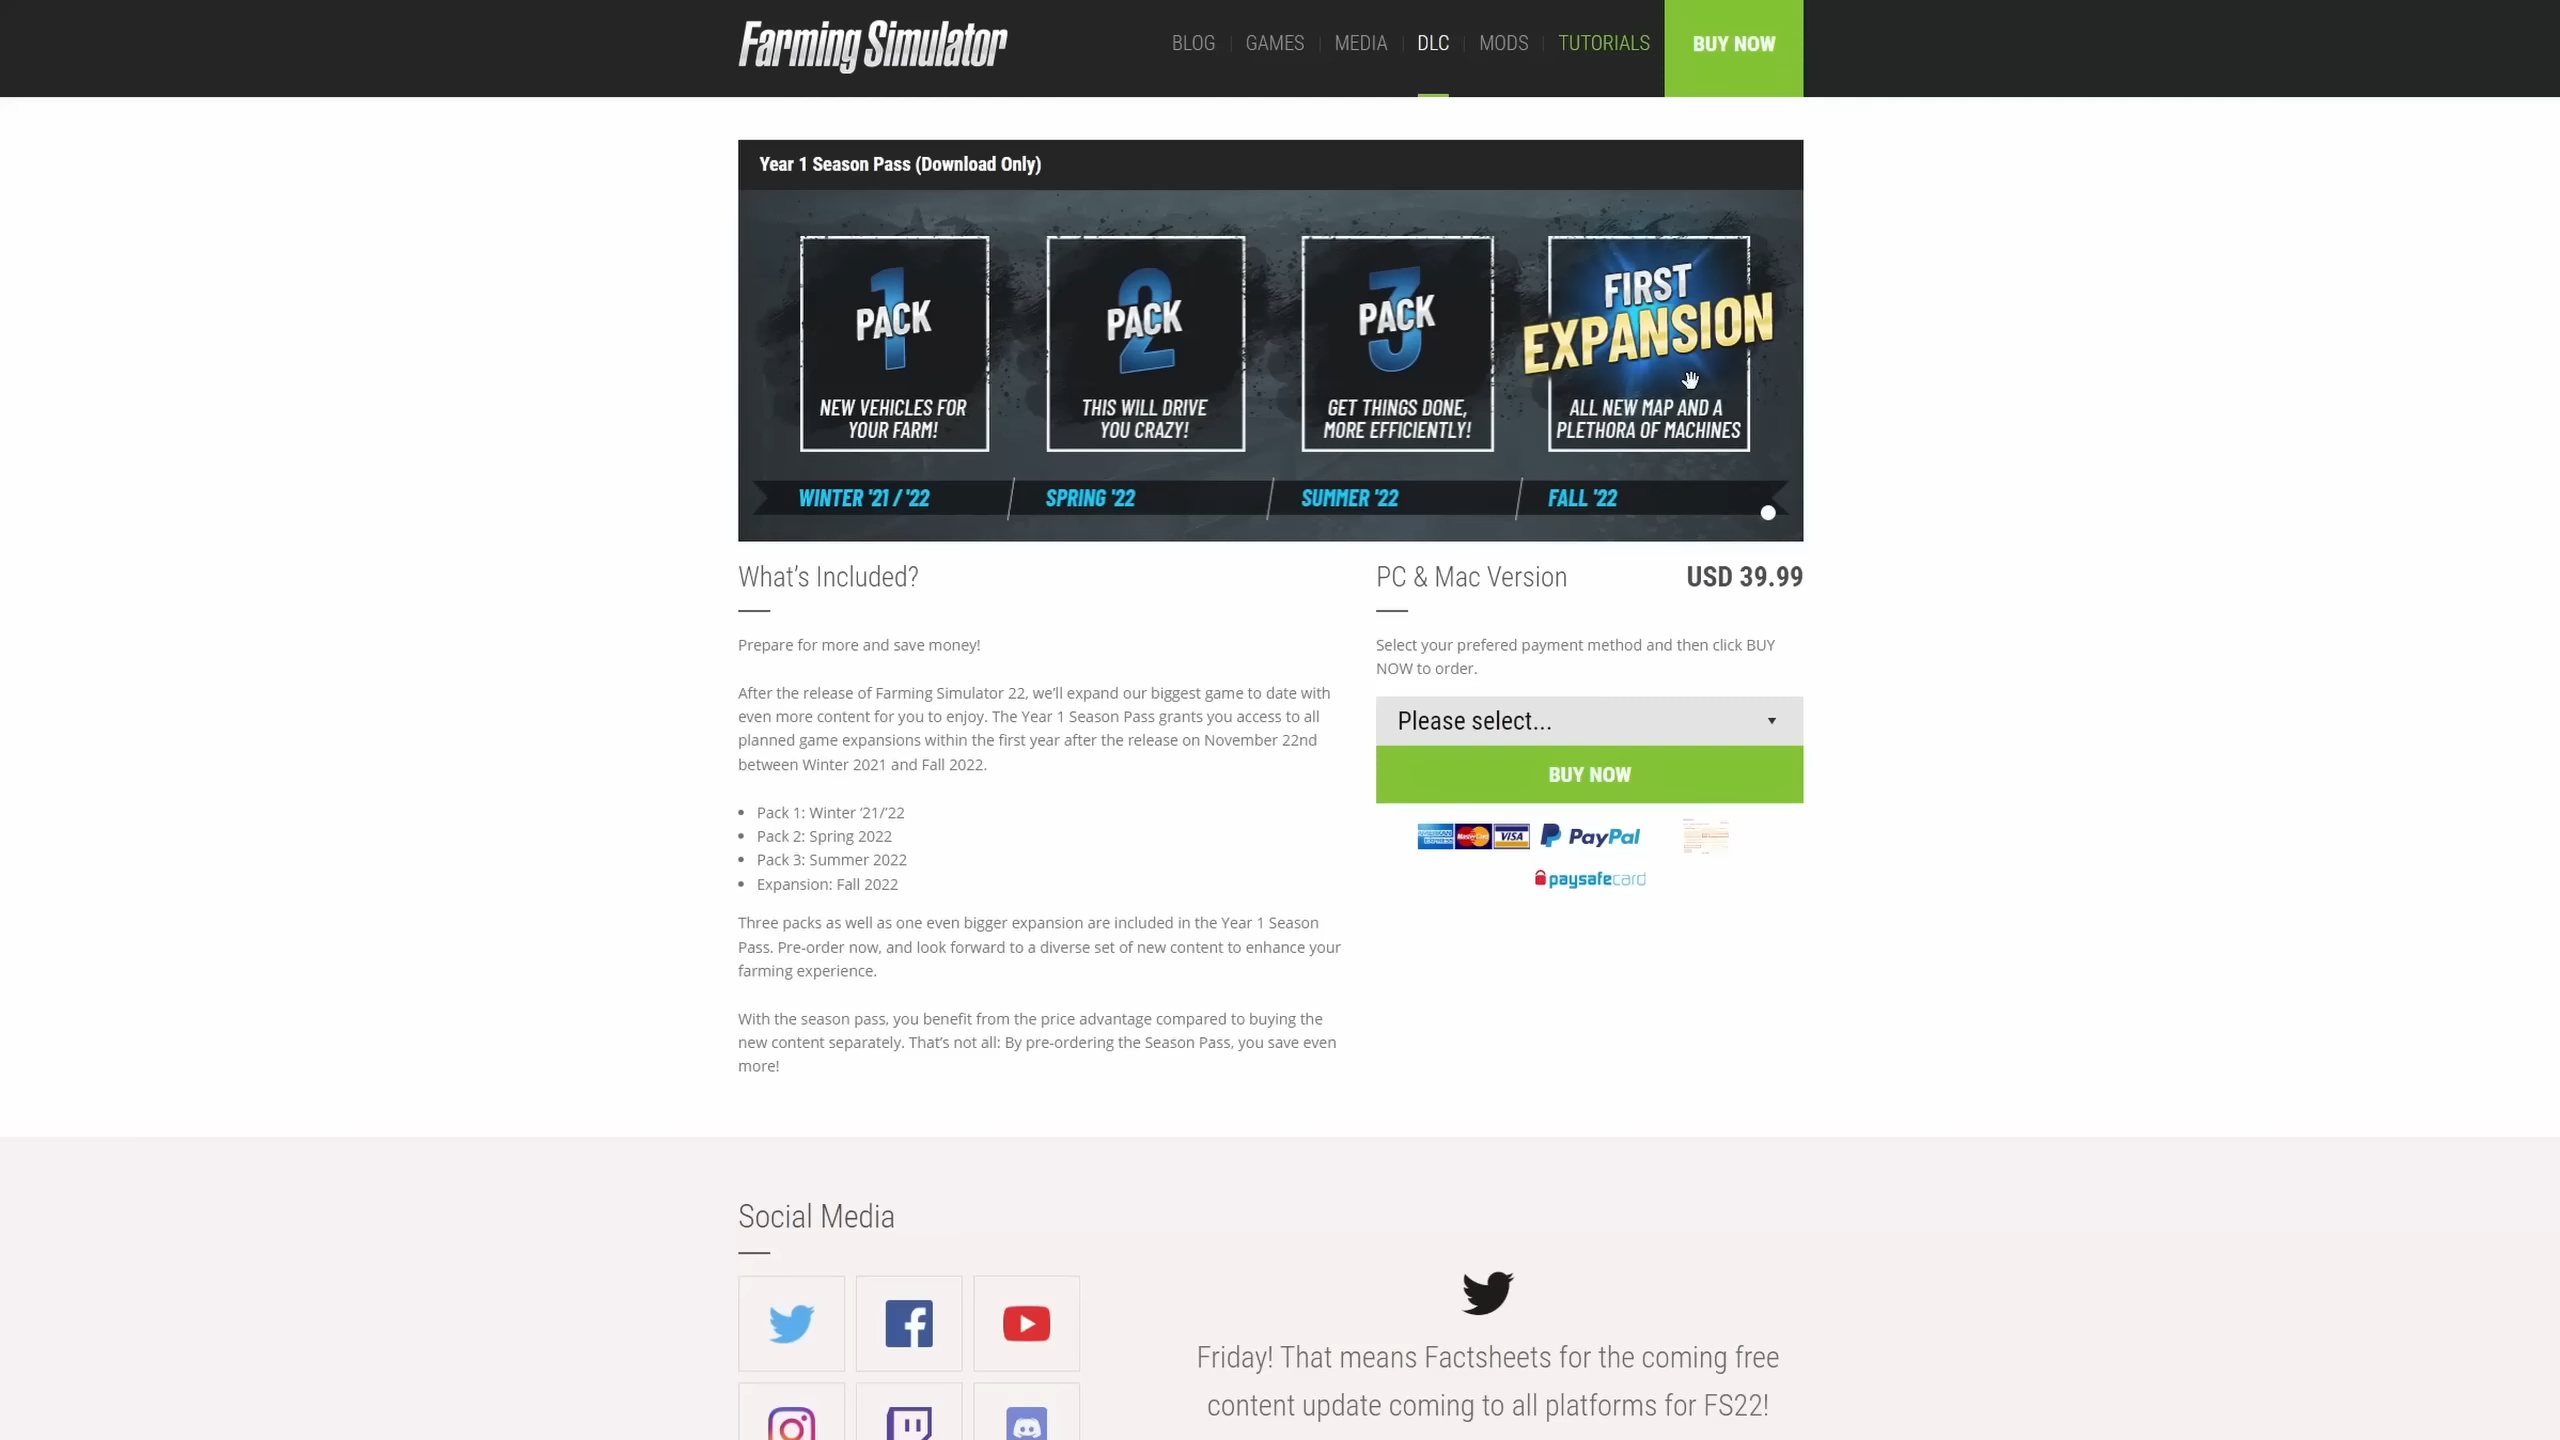 Farming Simulator
BLOG
GAMES
MEDIA
DLC
MODS
TUTORIALS
BUY NOW
Year 1 Season Pass (Download Only)
1
PACK
NEW VEHICLES FOR
YOUR FARM!
2
PACK
THIS WILL DRIVE
YOU CRAZY!
3
PACK
GET THINGS DONE,
MORE EFFICIENTLY!
FIRST
EXPANSION
ALL NEW MAP AND A
PLETHORA OF MACHINES
WINTER '21 / '22
SPRING '22
SUMMER '22
FALL '22
What’s Included?
Prepare for more and save money!
After the release of Farming Simulator 22, we’ll expand our biggest game to date with
even more content for you to enjoy. The Year 1 Season Pass grants you access to all
planned game expansions within the first year after the release on November 22nd
between Winter 2021 and Fall 2022.
• Pack 1: Winter ‘21/’22
• Pack 2: Spring 2022
• Pack 3: Summer 2022
• Expansion: Fall 2022
Three packs as well as one even bigger expansion are included in the Year 1 Season
Pass. Pre-order now, and look forward to a diverse set of new content to enhance your
farming experience.
With the season pass, you benefit from the price advantage compared to buying the
new content separately. That’s not all: By pre-ordering the Season Pass, you save even
more!
PC & Mac Version
USD 39.99
Select your prefered payment method and then click BUY
NOW to order.
Please select...
BUY NOW
AMERICAN EXPRESS
MasterCard
VISA
PayPal
paysafecard
Social Media
Friday! That means Factsheets for the coming free
content update coming to all platforms for FS22!